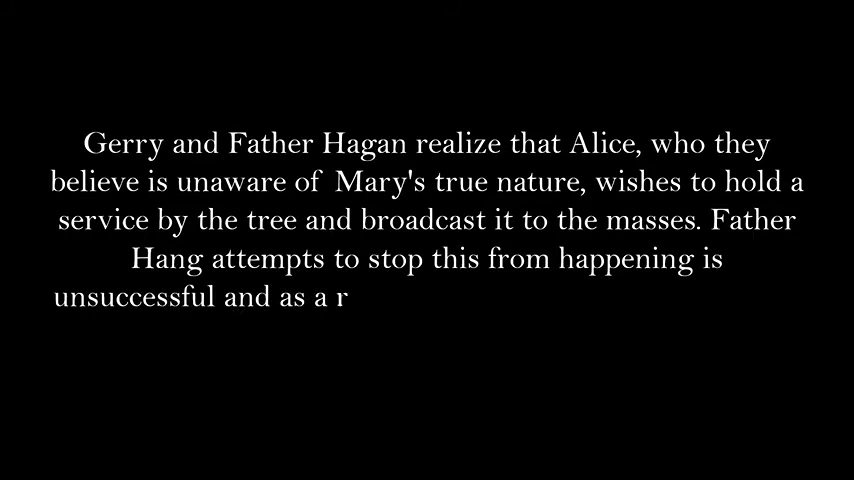 Gerry and Father Hagan realize that Alice, who they
believe is unaware of Mary's true nature, wishes to hold a
service by the tree and broadcast it to the masses. Father
Hang attempts to stop this from happening is
unsuccessful and as a r